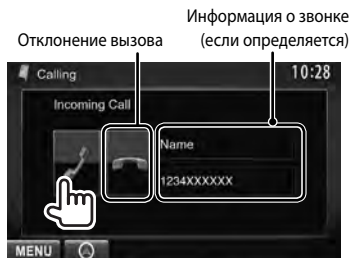 Информация о звонке
Отклонение вызова (если определяется)
Calling 10:28
Incoming Call
Name
1234XXXXXX
MENU